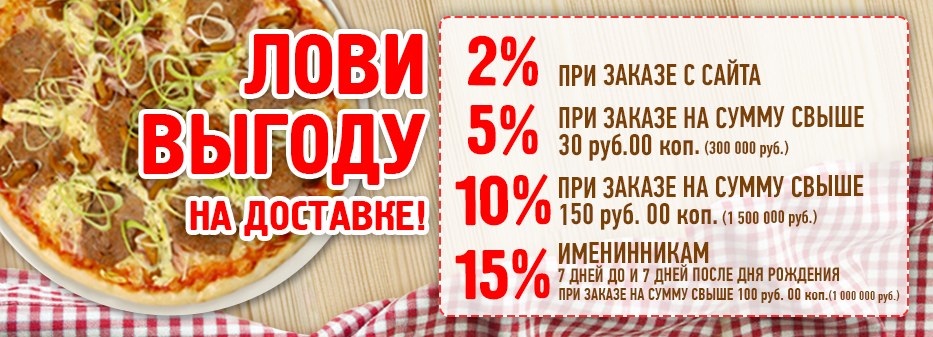 ЛОВИ
ВЫГОДУ
НА ДОСТАВКЕ!
2% ПРИ ЗАКАЗЕ С САЙТА
5% ПРИ ЗАКАЗЕ НА СУММУ СВЫШЕ
30 руб.00 коп. (300 000 руб.)
10% ПРИ ЗАКАЗЕ НА СУММУ СВЫШЕ
150 руб. 00 коп. (1 500 000 руб.)
15% ИМЕНИННИКАМ
7 ДНЕЙ ДО И 7 ДНЕЙ ПОСЛЕ ДНЯ РОЖДЕНИЯ
ПРИ ЗАКАЗЕ НА СУММУ СВЫШЕ 100 руб. 00 коп.(1 000 000 руб.)